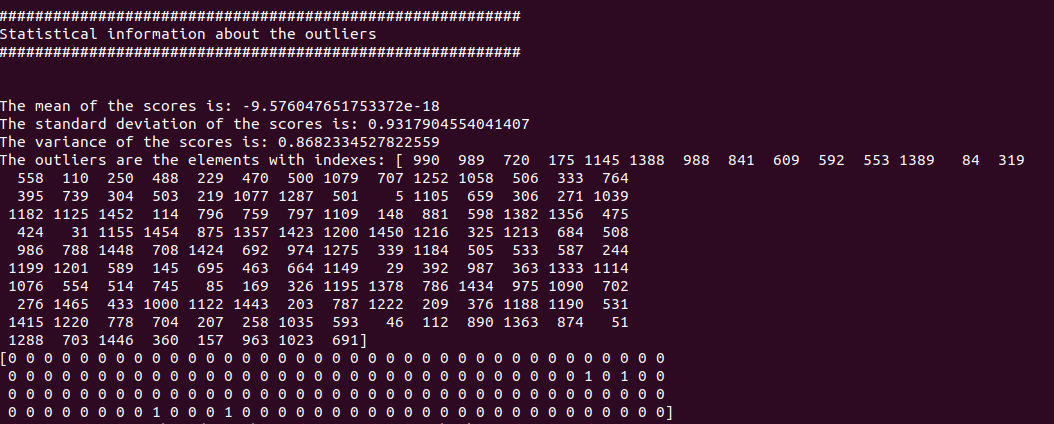 ##########################################################
Statistical information about the outliers
##########################################################
The mean of the scores is: -9.576047651753372e-18
The standard deviation of the scores is: 0.9317904554041407
The variance of the scores is: 0.8682334527822559
The outliers are the elements with indexes: [ 990  989  720  175 1145 1388  988  841  609  592  553 1389   84  319
  558  110  250  488  229  470  500 1079  707 1252 1058  506  333  764
  395  739  304  503  219 1077 1287  501    5 1105  659  306  271 1039
 1182 1125 1452  114  796  759  797 1109  148  881  598 1382 1356  475
  424   31 1155 1454  875 1357 1423 1200 1450 1216  325 1213  684  508
  986  788 1448  708 1424  692  974 1275  339 1184  505  533  587  244
 1199 1201  589  145  695  463  664 1149   29  392  987  363 1333 1114
 1076  554  514  745   85  169  326 1195 1378  786 1434  975 1090  702
  276 1465  433 1000 1122 1443  203  787 1222  209  376 1188 1190  531
 1415 1220  778  704  207  258 1035  593   46  112  890 1363  874   51
 1288  703 1446  360  157  963 1023  691]
[0 0 0 0 0 0 0 0 0 0 0 0 0 0 0 0 0 0 0 0 0 0 0 0 0 0 0 0 0 0 0 0 0 0 0 0 0
 0 0 0 0 0 0 0 0 0 0 0 0 0 0 0 0 0 0 0 0 0 0 0 0 0 0 0 0 0 0 0 0 1 0 1 0 0
 0 0 0 0 0 0 0 0 0 0 0 0 0 0 0 0 0 0 0 0 0 0 0 0 0 0 0 0 0 0 0 0 0 0 0 0 0
 0 0 0 0 0 0 0 0 1 0 0 0 1 0 0 0 0 0 0 0 0 0 0 0 0 0 0 0 0 0 0 0 0 0 0 0 0]